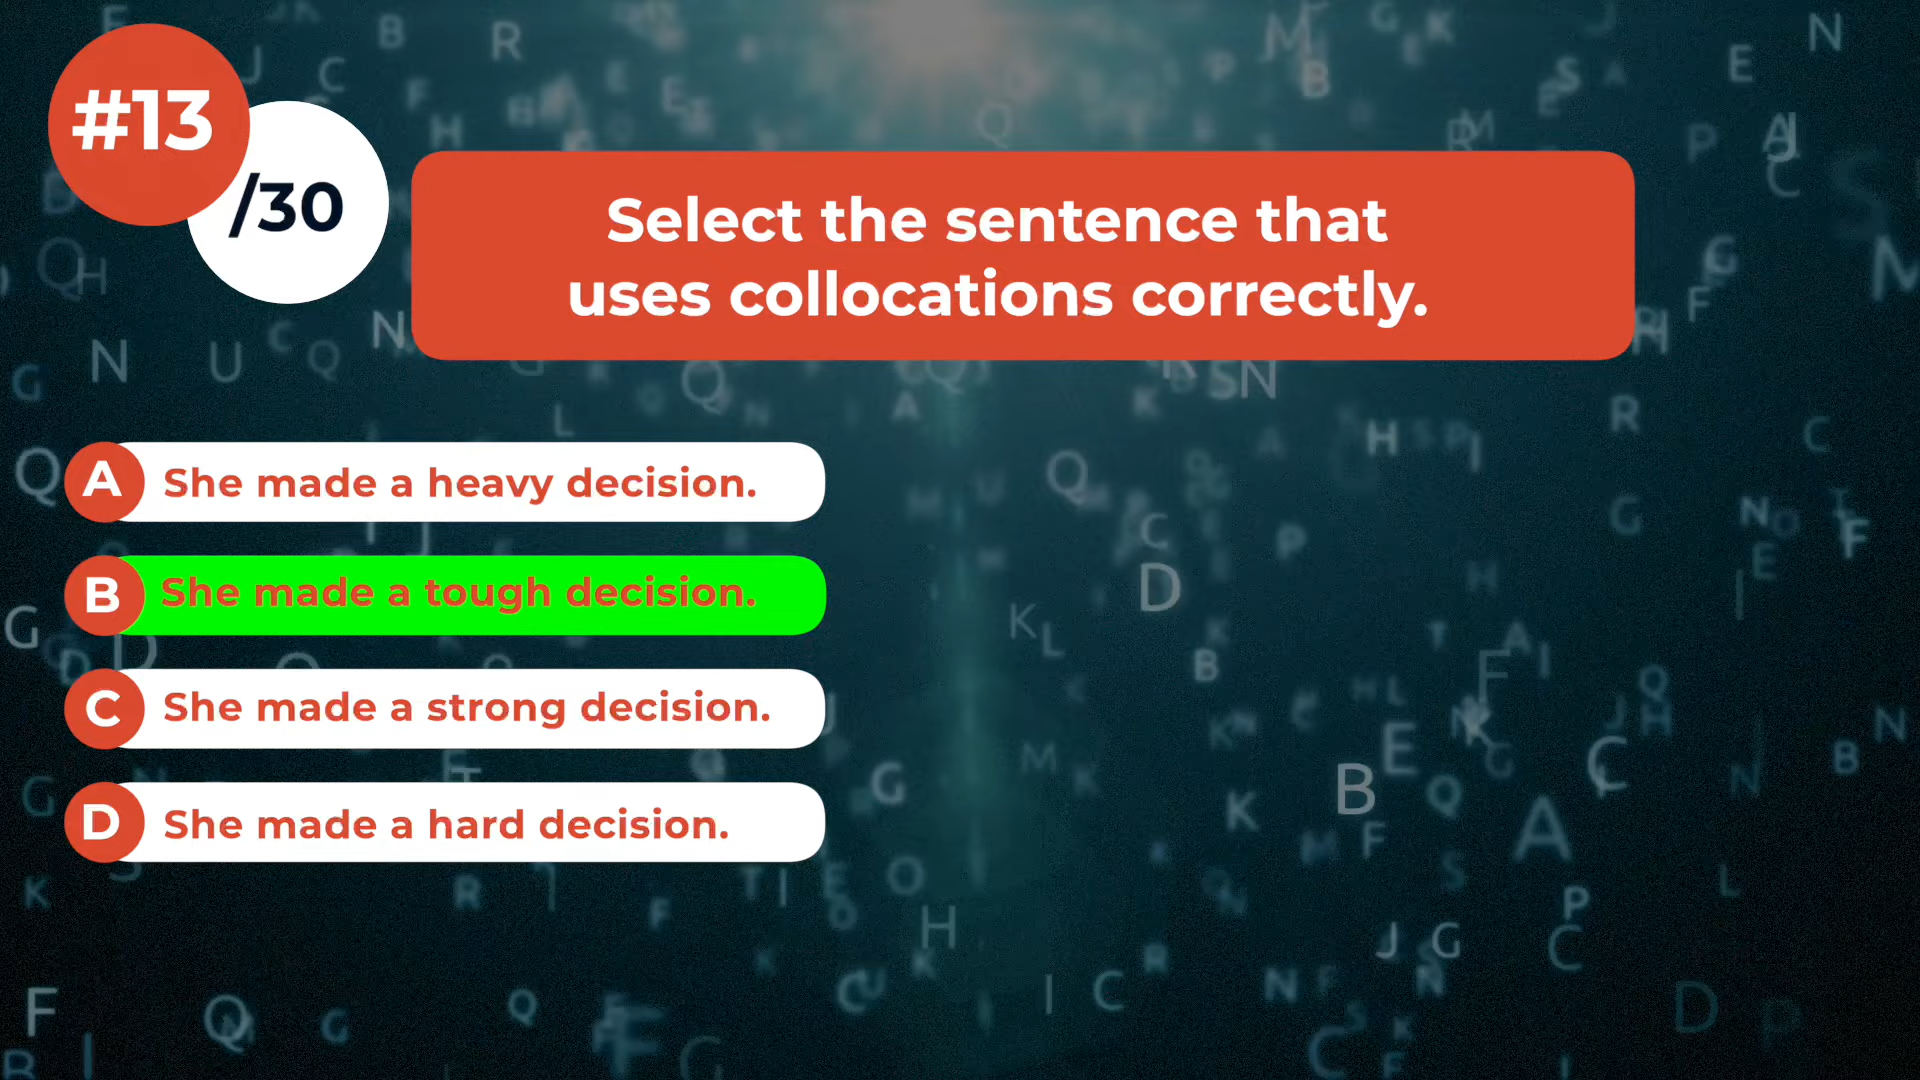 #13
/30
Select the sentence that
uses collocations correctly.
A She made a heavy decision.
B She made a tough decision.
C She made a strong decision.
D She made a hard decision.